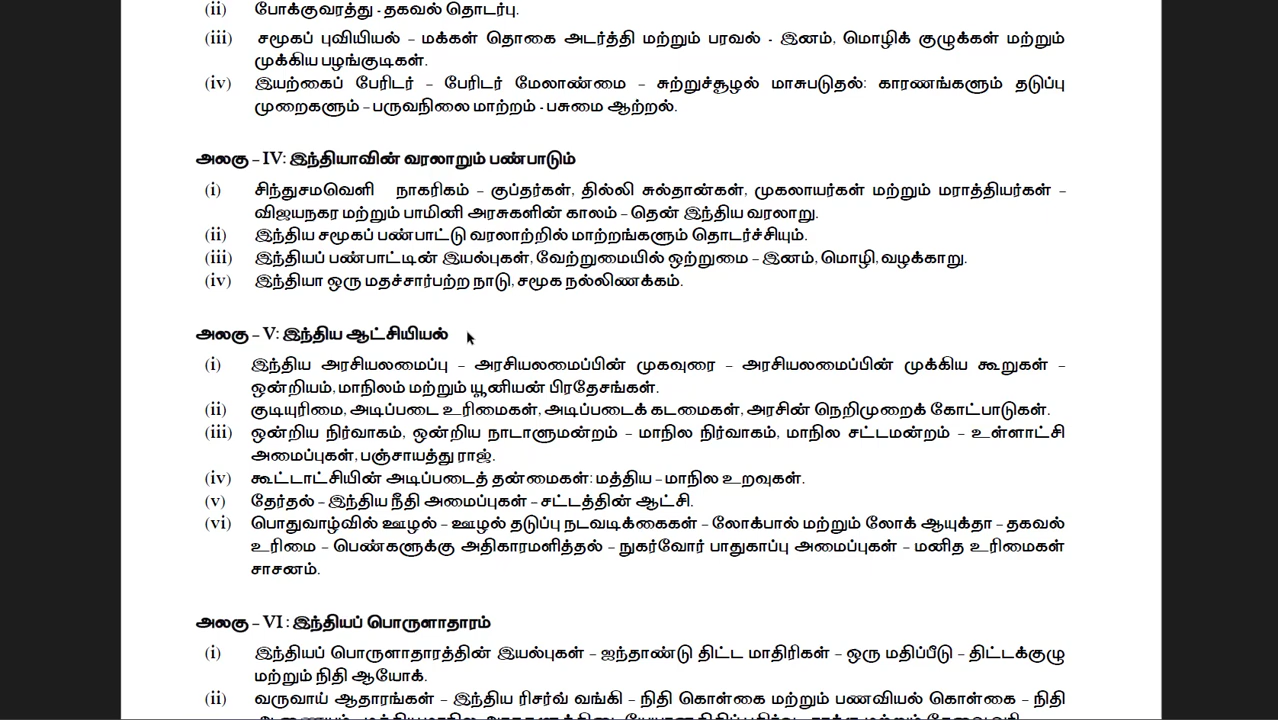 (ii) போக்குவரத்து - தகவல் தொடர்பு.
(iii) சமூகப் புவியியல் – மக்கள் தொகை அடர்த்தி மற்றும் பரவல் - இனம், மொழிக் குழுக்கள் மற்றும்
முக்கிய பழங்குடிகள்.
(iv) இயற்கைப் பேரிடர் – பேரிடர் மேலாண்மை – சுற்றுச்சூழல் மாசுபடுதல்: காரணங்களும் தடுப்பு
முறைகளும் – பருவநிலை மாற்றம் - பசுமை ஆற்றல்.
அலகு – IV: இந்தியாவின் வரலாறும் பண்பாடும்
(i) சிந்துசமவெளி நாகரிகம் – குப்தர்கள், தில்லி சுல்தான்கள், முகலாயர்கள் மற்றும் மராத்தியர்கள் –
விஜயநகர மற்றும் பாமினி அரசுகளின் காலம் – தென் இந்திய வரலாறு.
(ii) இந்திய சமூகப் பண்பாட்டு வரலாற்றில் மாற்றங்களும் தொடர்ச்சியும்.
(iii) இந்தியப் பண்பாட்டின் இயல்புகள், வேற்றுமையில் ஒற்றுமை – இனம், மொழி, வழக்காறு.
(iv) இந்தியா ஒரு மதச்சார்பற்ற நாடு, சமூக நல்லிணக்கம்.
அலகு – V: இந்திய ஆட்சியியல்
(i) இந்திய அரசியலமைப்பு – அரசியலமைப்பின் முகவுரை – அரசியலமைப்பின் முக்கிய கூறுகள் –
ஒன்றியம், மாநிலம் மற்றும் யூனியன் பிரதேசங்கள்.
(ii) குடியுரிமை, அடிப்படை உரிமைகள், அடிப்படைக் கடமைகள், அரசின் நெறிமுறைக் கோட்பாடுகள்.
(iii) ஒன்றிய நிர்வாகம், ஒன்றிய நாடாளுமன்றம் – மாநில நிர்வாகம், மாநில சட்டமன்றம் – உள்ளாட்சி
அமைப்புகள், பஞ்சாயத்து ராஜ்.
(iv) கூட்டாட்சியின் அடிப்படைத் தன்மைகள்: மத்திய – மாநில உறவுகள்.
(v) தேர்தல் – இந்திய நீதி அமைப்புகள் – சட்டத்தின் ஆட்சி.
(vi) பொதுவாழ்வில் ஊழல் – ஊழல் தடுப்பு நடவடிக்கைகள் – லோக்பால் மற்றும் லோக் ஆயுக்தா – தகவல்
உரிமை – பெண்களுக்கு அதிகாரமளித்தல் – நுகர்வோர் பாதுகாப்பு அமைப்புகள் – மனித உரிமைகள்
சாசனம்.
அலகு – VI : இந்தியப் பொருளாதாரம்
(i) இந்தியப் பொருளாதாரத்தின் இயல்புகள் – ஐந்தாண்டு திட்ட மாதிரிகள் – ஒரு மதிப்பீடு – திட்டக்குழு
மற்றும் நிதி ஆயோக்.
(ii) வருவாய் ஆதாரங்கள் – இந்திய ரிசர்வ் வங்கி – நிதி கொள்கை மற்றும் பணவியல் கொள்கை – நிதி